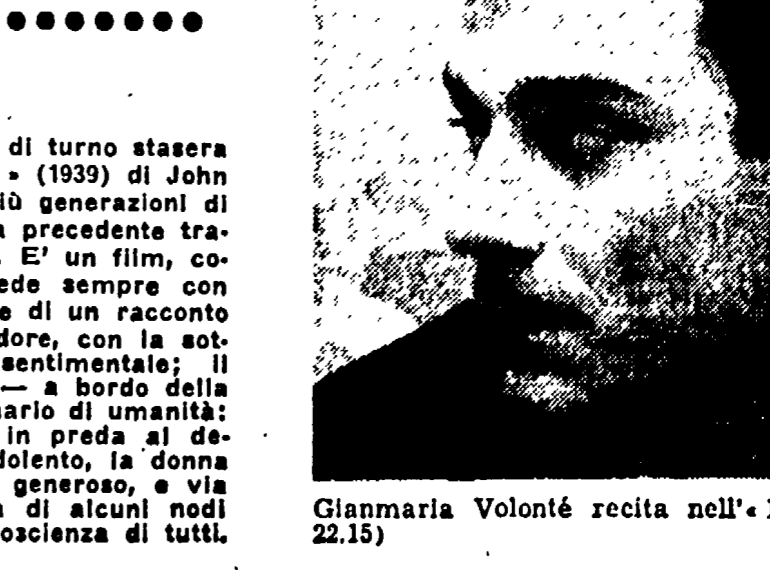 di turno stasera
» (1939) di John
iù generazioni di
a precedente tra-
. E' un film, co-
ede sempre con
e di un racconto
dore, con la sot-
sentimentale; il
— a bordo della
ario di umanità:
in preda al de-
dolento, la donna
generoso, e via
a di alcuni nodi
oscienza di tutti.
Gianmaria Volonté recita nell'«
22.15)